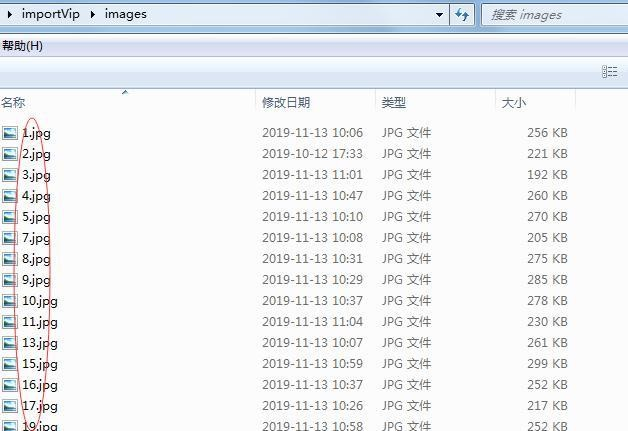 importVip images 搜索 images
帮助(H)
名称 修改日期 类型 大小
1.jpg 2019-11-13 10:06 JPG 文件 256 KB
2.jpg 2019-10-12 17:33 JPG 文件 221 KB
3.jpg 2019-11-13 11:01 JPG 文件 192 KB
4.jpg 2019-11-13 10:47 JPG 文件 260 KB
5.jpg 2019-11-13 10:10 JPG 文件 270 KB
7.jpg 2019-11-13 10:08 JPG 文件 205 KB
8.jpg 2019-11-13 10:31 JPG 文件 275 KB
9.jpg 2019-11-13 10:29 JPG 文件 285 KB
10.jpg 2019-11-13 10:37 JPG 文件 278 KB
11.jpg 2019-11-13 11:04 JPG 文件 230 KB
13.jpg 2019-11-13 10:07 JPG 文件 261 KB
15.jpg 2019-11-13 10:59 JPG 文件 299 KB
16.jpg 2019-11-13 10:37 JPG 文件 252 KB
17.jpg 2019-11-13 10:26 JPG 文件 217 KB
19.jpg 2019-11-13 10:58 JPG 文件 252 KB